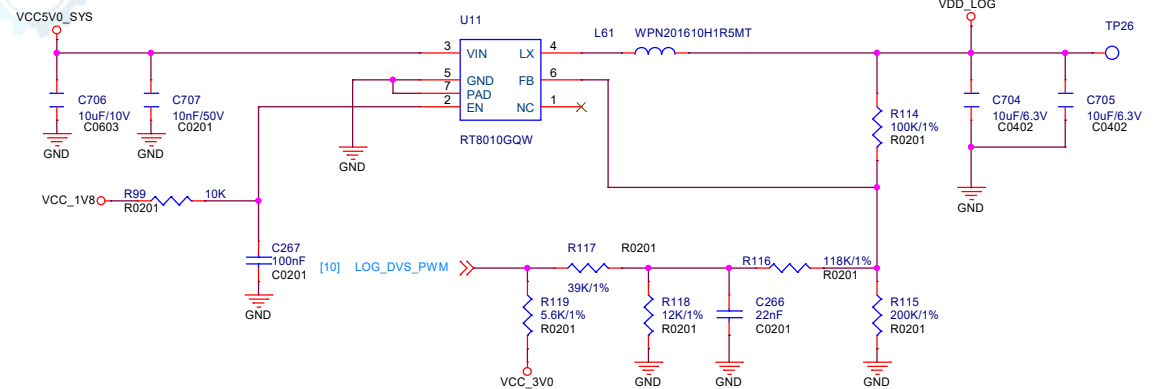 VCC5V0_SYS
U11
L61 WPN201610H1R5MT
VDD_LOG
TP26
3 VIN LX 4
5 GND FB 6
7 PAD
2 EN NC 1
RT8010GQW
C706
10uF/10V
C0603
C707
10nF/50V
C0201
GND
GND
GND
R114
100K/1%
R0201
C704
10uF/6.3V
C0402
C705
10uF/6.3V
C0402
GND
VCC_1V8
R99 10K
R0201
C267
100nF
C0201
GND
[10] LOG_DVS_PWM
R117 R0201
39K/1%
R116 118K/1%
R0201
R119
5.6K/1%
R0201
R118
12K/1%
R0201
C266
22nF
C0201
R115
200K/1%
R0201
VCC_3V0
GND
GND
GND